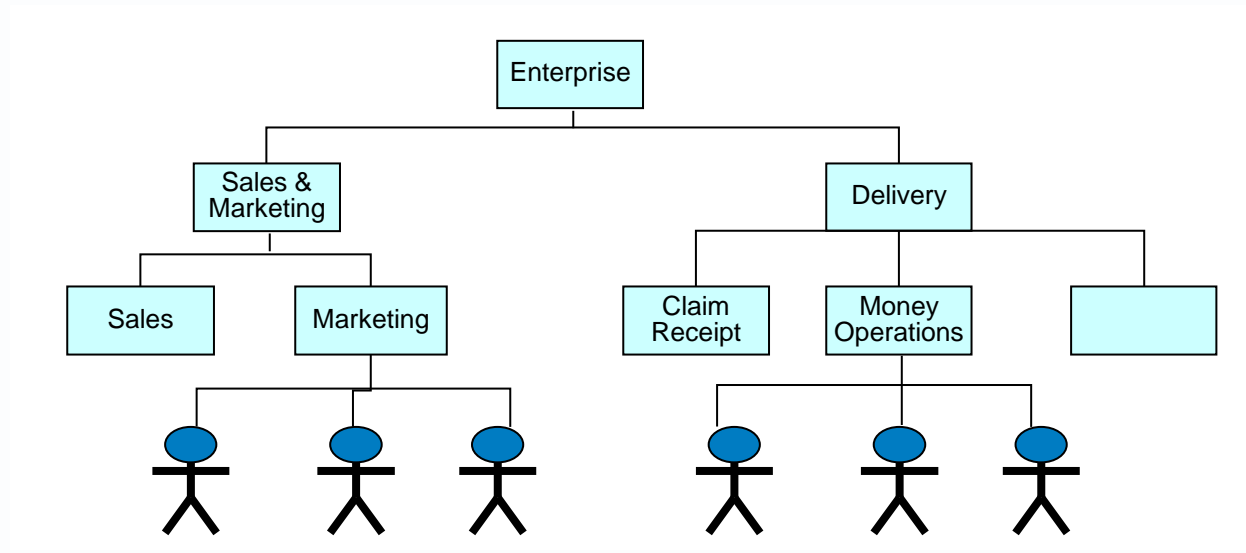 Enterprise
Sales &
Marketing
Delivery
Sales
Marketing
Claim
Receipt
Money
Operations